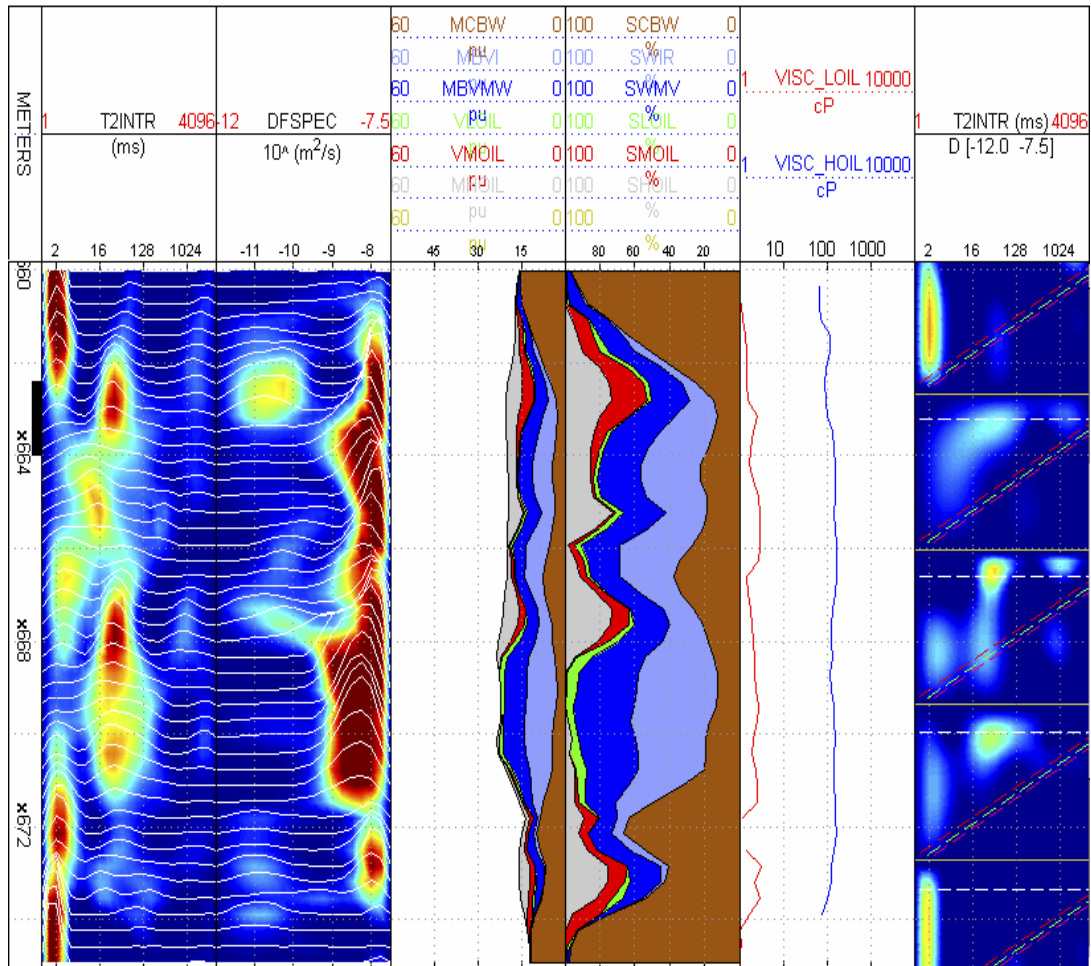 60 MCBW 0 100 SCBW 0
pu %
60 MBVI 0 100 SWIR 0
pu %
60 MBVMW 0 100 SWMV 0
pu %
60 VLOIL 0 100 SLOIL 0
pu %
60 VMOIL 0 100 SMOIL 0
pu %
60 0 100 SHOIL 0
pu %
60 0 100 0
pu %
METERS
1 T2INTR 4096
(ms)
-12 DFSPEC -7.5
10^ (m²/s)
1 VISC_LOIL 10000
cP
1 VISC_HOIL 10000
cP
1 T2INTR (ms) 4096
D [-12.0 -7.5]
2 16 128 1024
-11 -10 -9 -8
45 30 15
80 60 40 20
10 100 1000
2 16 128 1024
x664
x668
x672